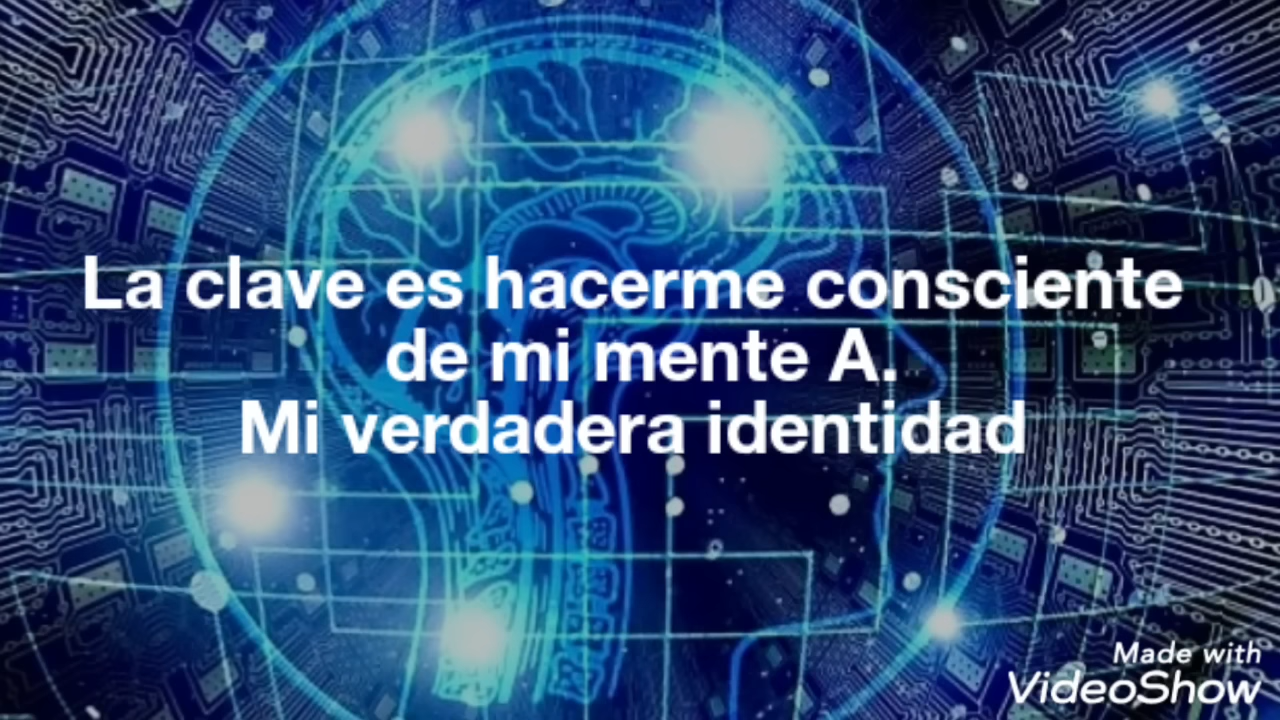 La clave es hacerme consciente
de mi mente A.
Mi verdadera identidad
Made with
VideoShow